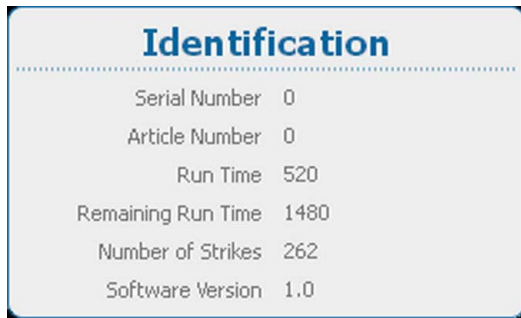 Identification
Serial Number 0
Article Number 0
Run Time 520
Remaining Run Time 1480
Number of Strikes 262
Software Version 1.0